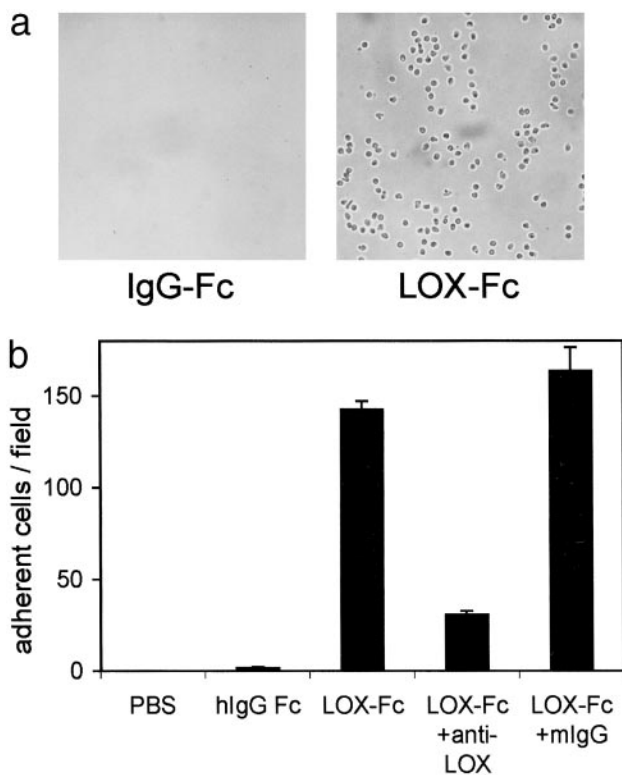 a
IgG-Fc LOX-Fc
b
adherent cells / field
150
100
50
0
PBS hIgG Fc LOX-Fc LOX-Fc LOX-Fc
+anti- +mIgG
LOX